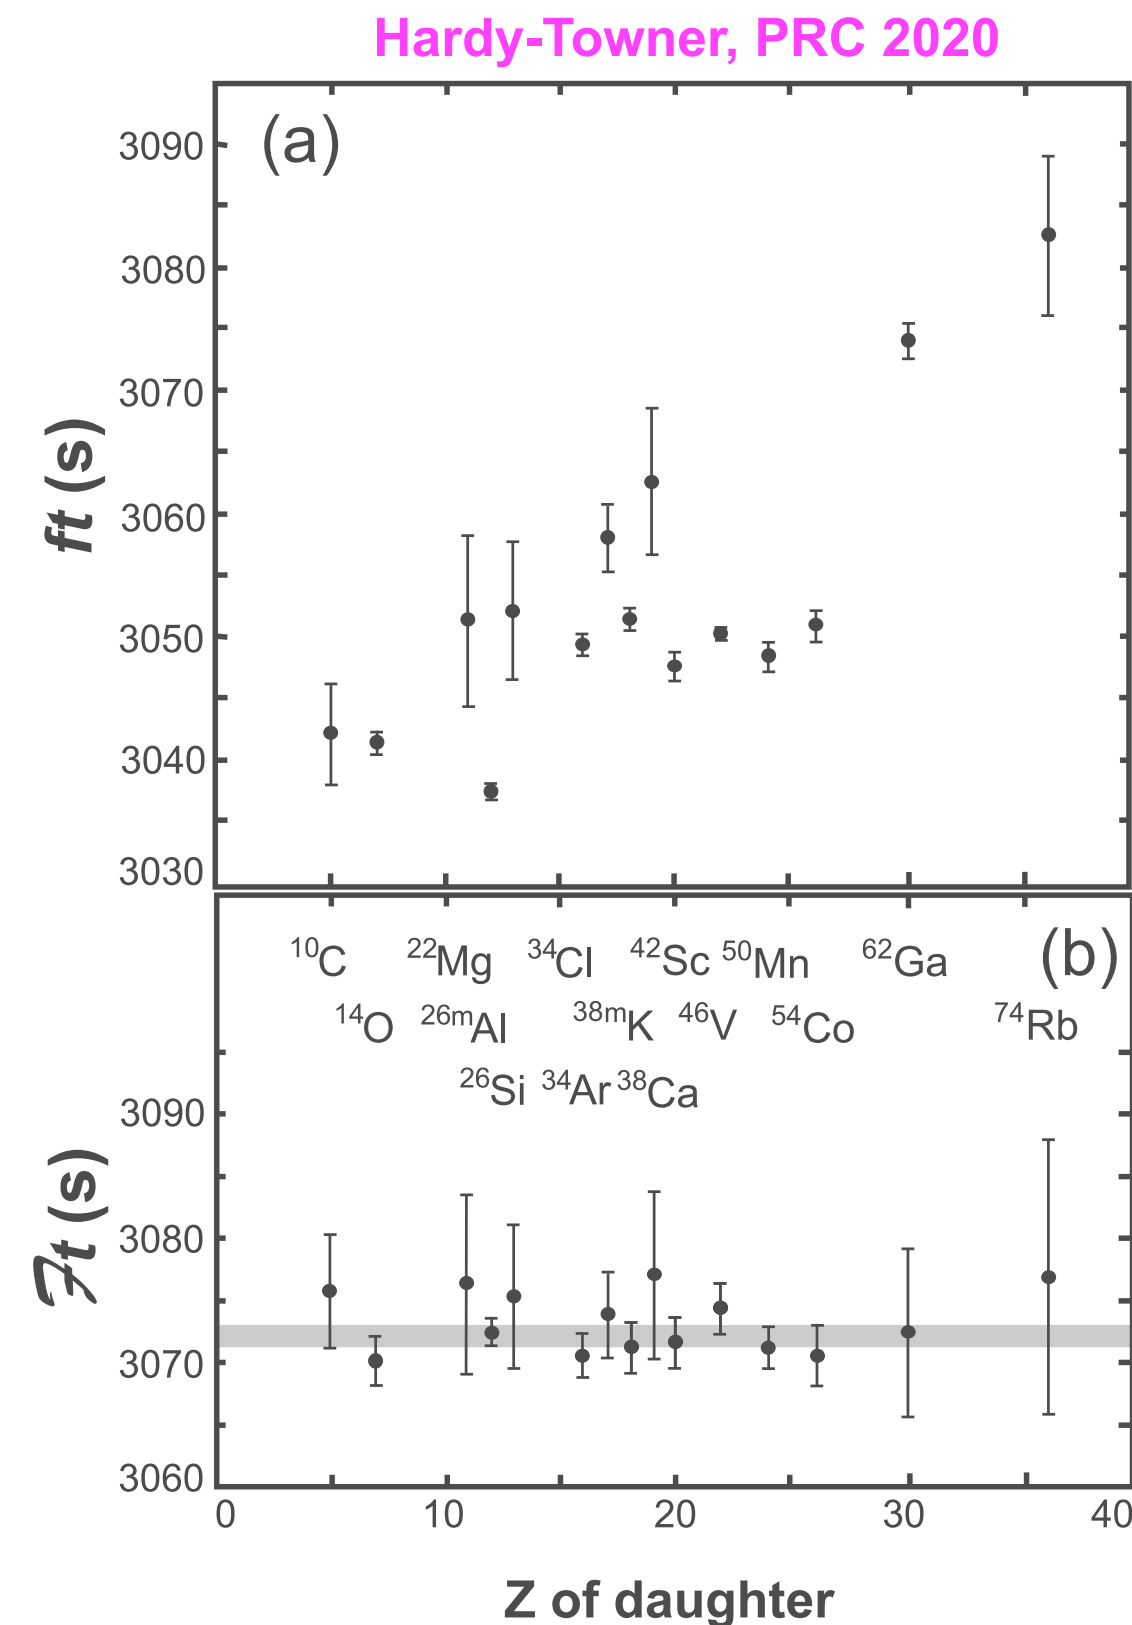 Hardy-Towner, PRC 2020
(a)
3090
3080
3070
3060
3050
3040
3030
ft (s)
(b)
¹⁰C ²²Mg ³⁴Cl ⁴²Sc ⁵⁰Mn ⁶²Ga
¹⁴O ²⁶ᵐAl ³⁸ᵐK ⁴⁶V ⁵⁴Co ⁷⁴Rb
²⁶Si ³⁴Ar ³⁸Ca
3090
3080
3070
3060
ℱt (s)
0 10 20 30 40
Z of daughter